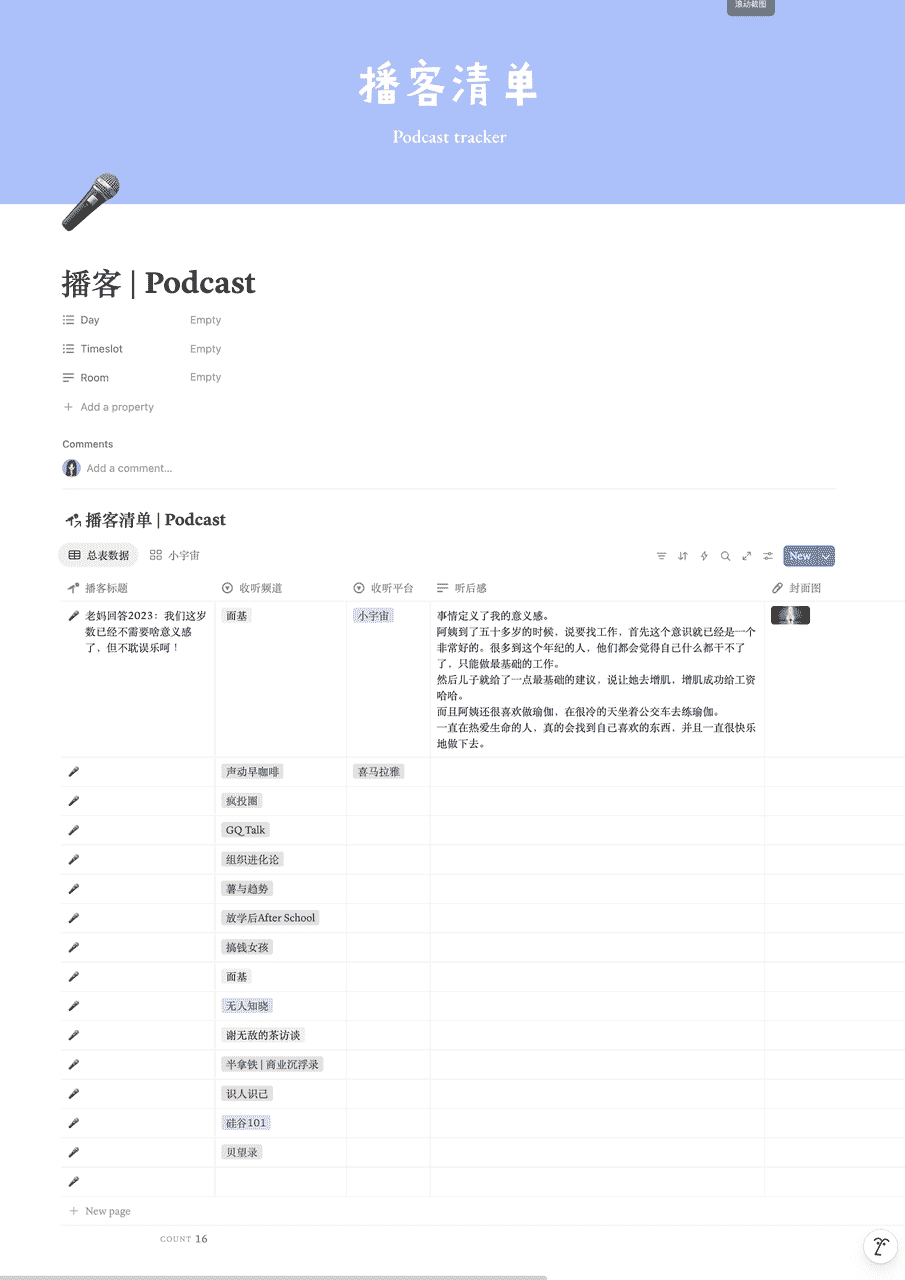 滚动截图
播客清单
Podcast tracker
播客 | Podcast
Day Empty
Timeslot Empty
Room Empty
Add a property
Comments
Add a comment...
播客清单 | Podcast
总表数据 小宇宙 New
播客标题 收听频道 收听平台 听后感 封面图
老妈回答2023：我们这岁
数已经不需要啥意义感
了，但不耽误乐呵！
面基
小宇宙
事情定义了我的意义感。
阿姨到了五十多岁的时候，说要找工作，首先这个意识就已经是一个
非常好的。很多到这个年纪的人，他们都会觉得自己什么都干不了
了，只能做最基础的工作。
然后儿子就给了一点最基础的建议，说让她去增肌，增肌成功给工资
哈哈。
而且阿姨还很喜欢做瑜伽，在很冷的天坐着公交车去练瑜伽。
一直在热爱生命的人，真的会找到自己喜欢的东西，并且一直很快乐
地做下去。
声动早咖啡 喜马拉雅
疯投圈
GQ Talk
组织进化论
薯与趋势
放学后After School
搞钱女孩
面基
无人知晓
谢无敌的茶访谈
半拿铁 | 商业沉浮录
识人识己
硅谷101
贝望录
New page
COUNT 16